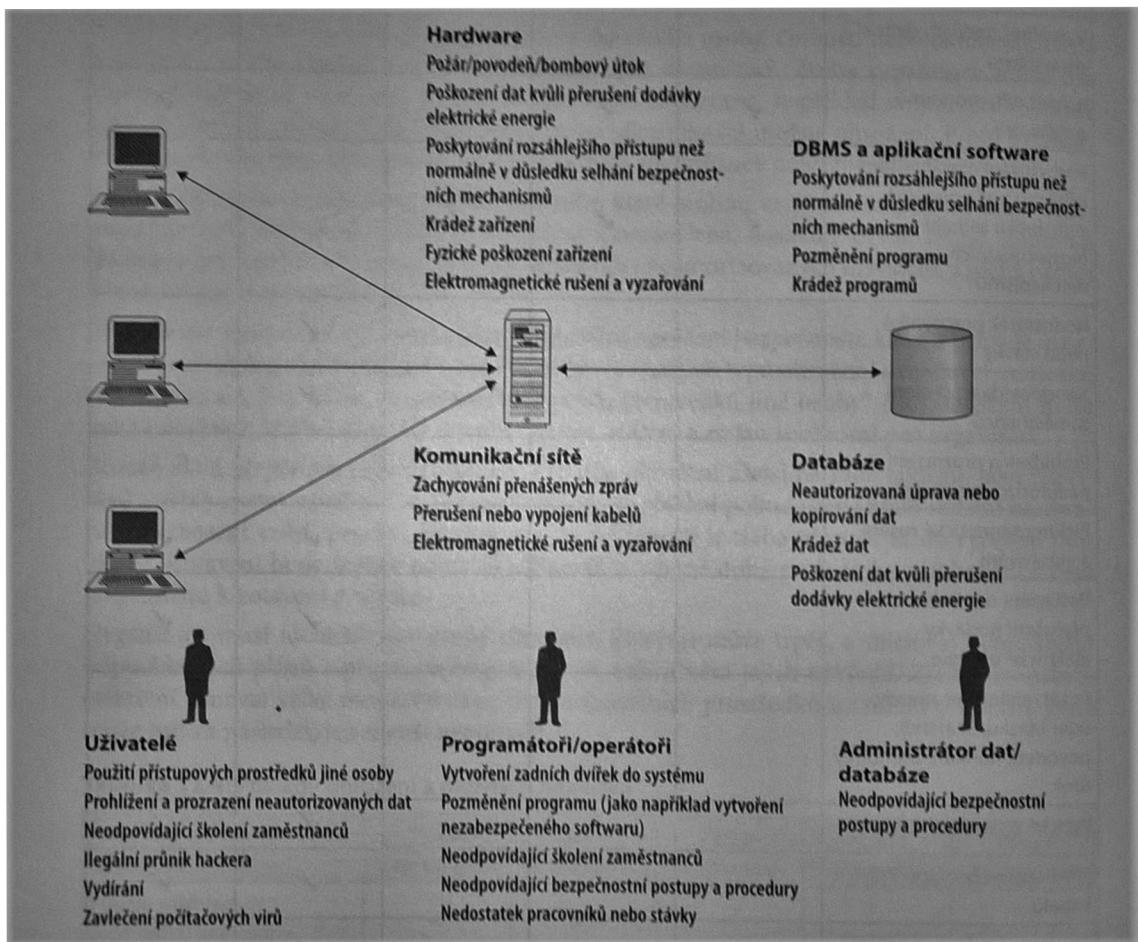 Hardware
Požár/povodeň/bombový útok
Poškození dat kvůli přerušení dodávky
elektrické energie
Poskytování rozsáhlejšího přístupu než
normálně v důsledku selhání bezpečnost-
ních mechanismů
Krádež zařízení
Fyzické poškození zařízení
Elektromagnetické rušení a vyzařování
DBMS a aplikační software
Poskytování rozsáhlejšího přístupu než
normálně v důsledku selhání bezpečnost-
ních mechanismů
Pozměnění programu
Krádež programů
Komunikační sítě
Zachycování přenášených zpráv
Přerušení nebo vypojení kabelů
Elektromagnetické rušení a vyzařování
Databáze
Neautorizovaná úprava nebo
kopírování dat
Krádež dat
Poškození dat kvůli přerušení
dodávky elektrické energie
Uživatelé
Použití přístupových prostředků jiné osoby
Prohlížení a prozrazení neautorizovaných dat
Neodpovídající školení zaměstnanců
Ilegální průnik hackera
Vydírání
Zavlečení počítačových virů
Programátoři/operátoři
Vytvoření zadních dvířek do systému
Pozměnění programu (jako například vytvoření
nezabezpečeného softwaru)
Neodpovídající školení zaměstnanců
Neodpovídající bezpečnostní postupy a procedury
Nedostatek pracovníků nebo stávky
Administrátor dat/
databáze
Neodpovídající bezpečnostní
postupy a procedury